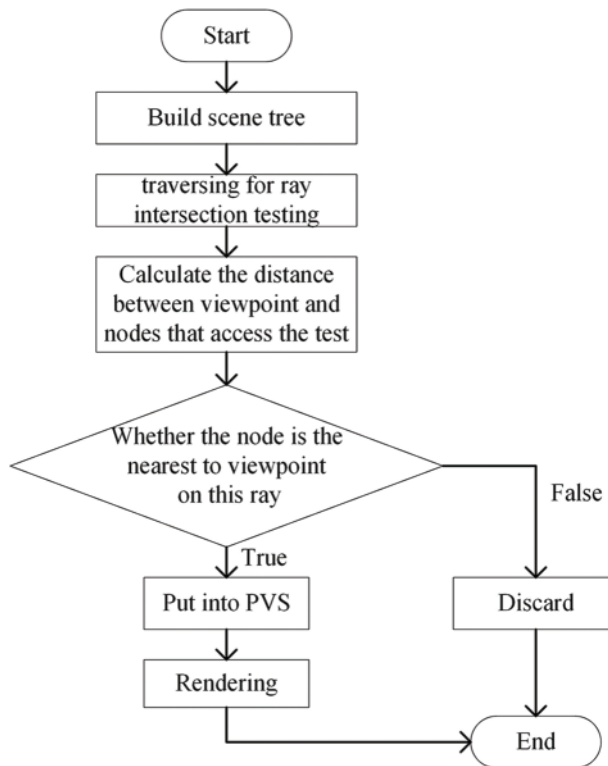 Start
Build scene tree
traversing for ray
intersection testing
Calculate the distance
between viewpoint and
nodes that access the test
Whether the node is the
nearest to viewpoint
on this ray
False
True
Put into PVS
Discard
Rendering
End